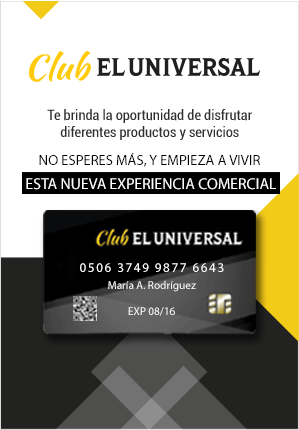 Club EL UNIVERSAL
Te brinda la oportunidad de disfrutar
diferentes productos y servicios
NO ESPERES MÁS, Y EMPIEZA A VIVIR
ESTA NUEVA EXPERIENCIA COMERCIAL
Club EL UNIVERSAL
0506 3749 9877 6643
María A. Rodríguez
EXP 08/16